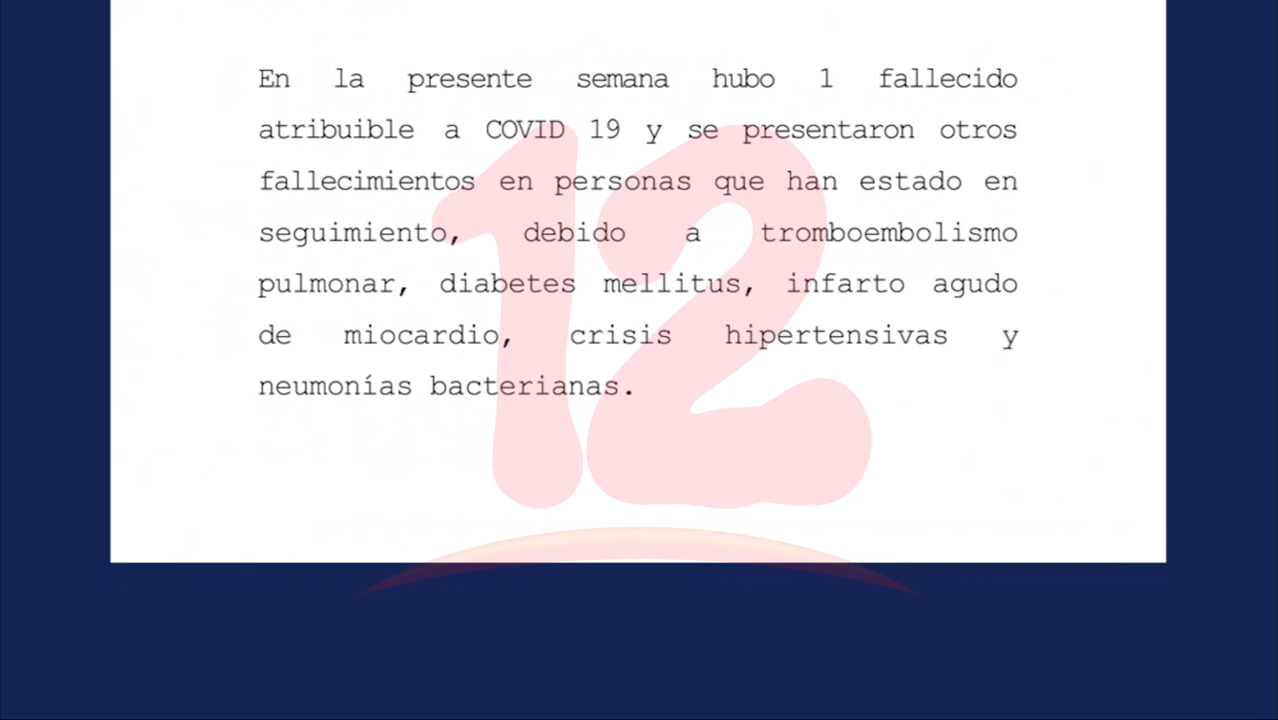 En la presente semana hubo 1 fallecido
atribuible a COVID 19 y se presentaron otros
fallecimientos en personas que han estado en
seguimiento, debido a tromboembolismo
pulmonar, diabetes mellitus, infarto agudo
de miocardio, crisis hipertensivas y
neumonías bacterianas.
12